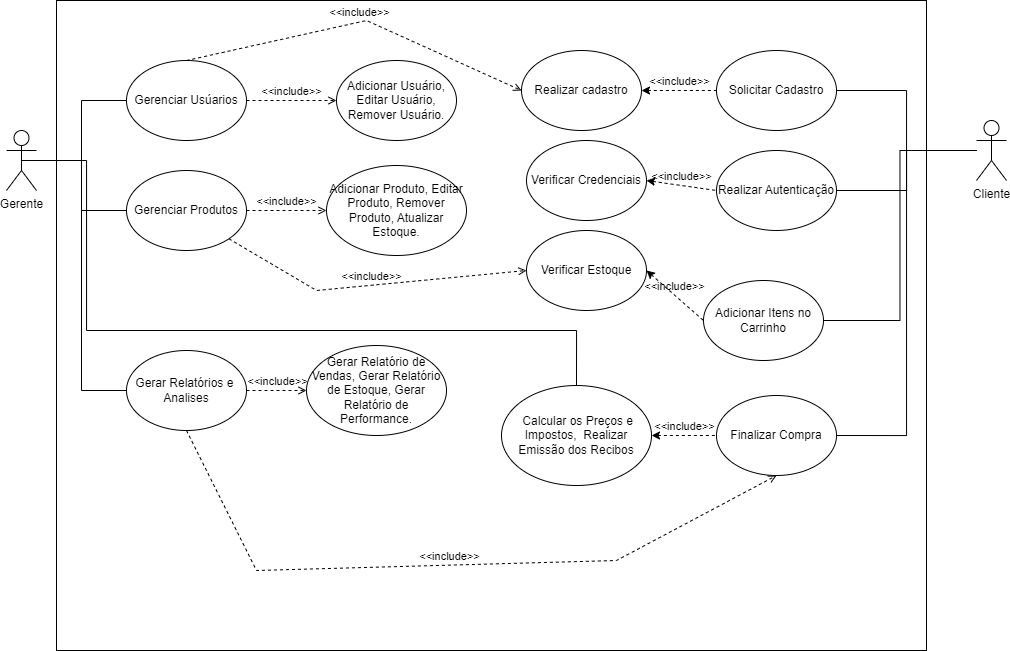 <<include>>
Gerenciar Usúarios
<<include>>
Adicionar Usuário,
Editar Usuário,
Remover Usuário.
Realizar cadastro
<<include>>
Solicitar Cadastro
Gerente
Cliente
Gerenciar Produtos
<<include>>
Adicionar Produto, Editar
Produto, Remover
Produto, Atualizar
Estoque.
Verificar Credenciais
<<include>>
Realizar Autenticação
<<include>>
Verificar Estoque
<<include>>
Adicionar Itens no
Carrinho
Gerar Relatórios e
Analises
<<include>>
Gerar Relatório de
Vendas, Gerar Relatório
de Estoque, Gerar
Relatório de
Performance.
Calcular os Preços e
Impostos,  Realizar
Emissão dos Recibos
<<include>>
Finalizar Compra
<<include>>